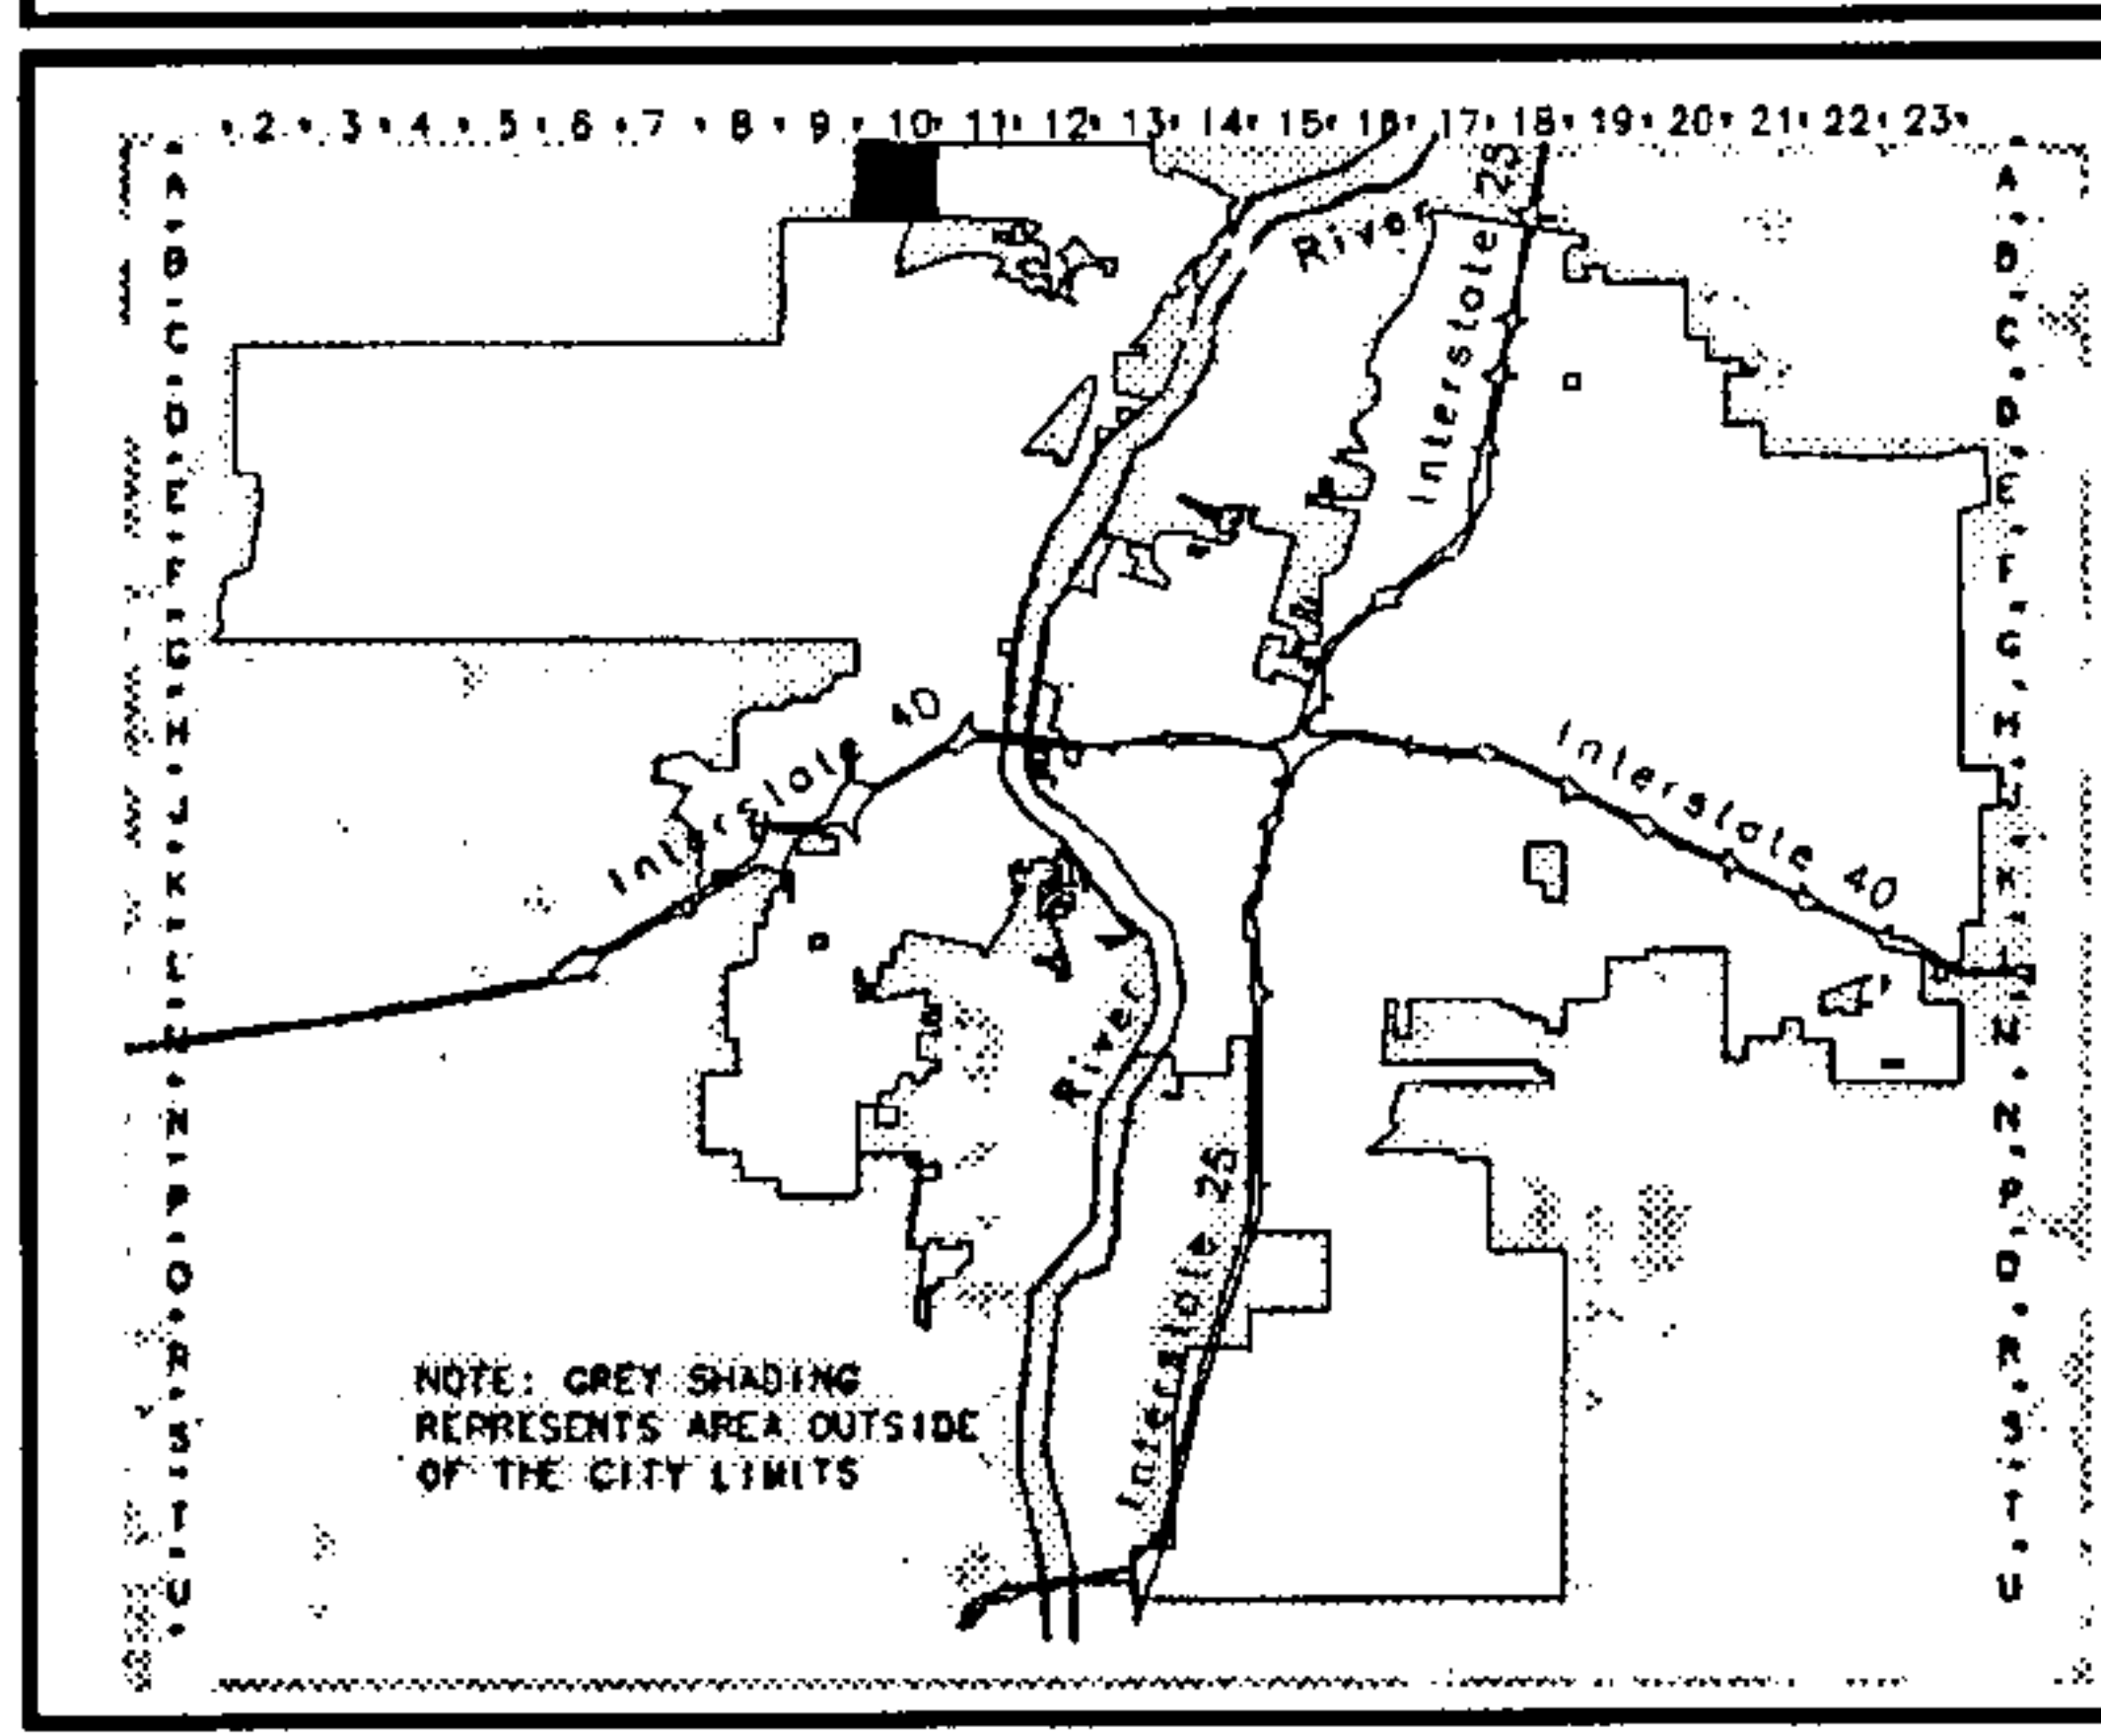 2 3 4 5 6 7 8 9 10 11 12 13 14 15 16 17 18 19 20 21 22 23
A A
B B
C C
D D
E E
F F
G G
H H
J J
K K
L L
M M
N N
P P
Q Q
R R
S S
T T
U U
River
Interstate 25
Interstate 40
Interstate 40
River
Interstate 25
NOTE: GREY SHADING
REPRESENTS AREA OUTSIDE
OF THE CITY LIMITS